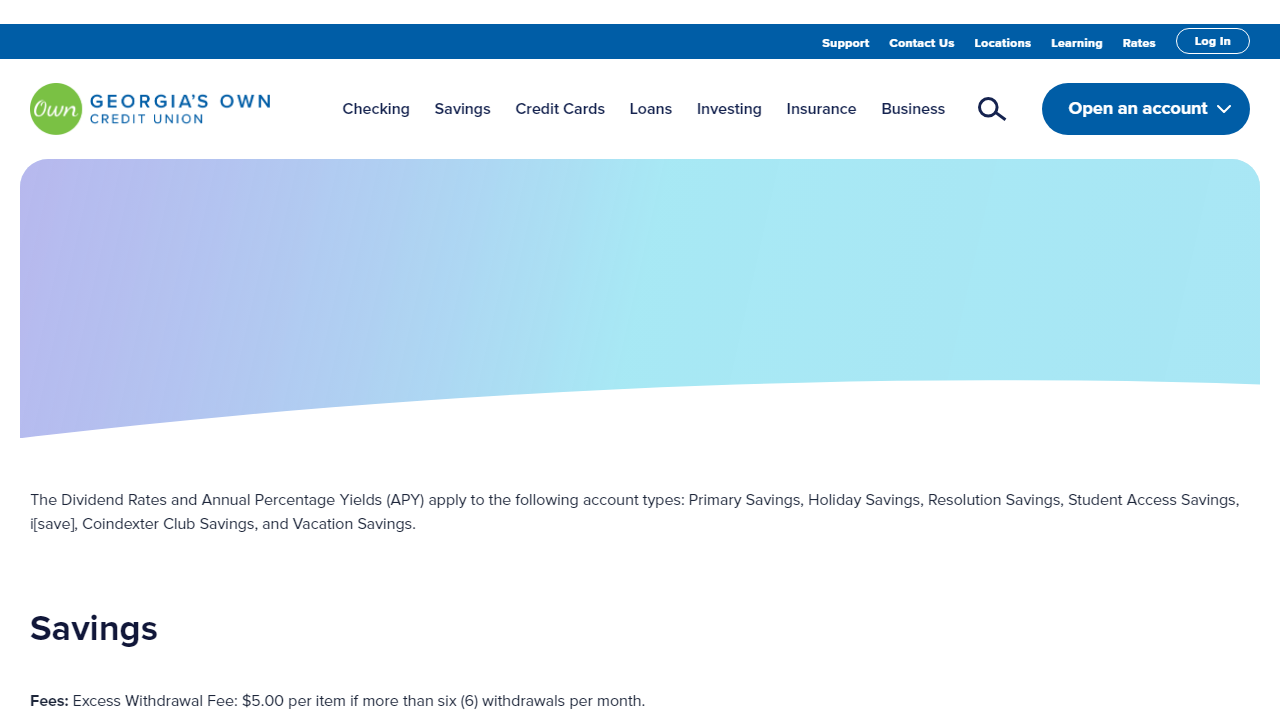 Support Contact Us Locations Learning Rates Log In
Own GEORGIA'S OWN
CREDIT UNION
Checking Savings Credit Cards Loans Investing Insurance Business Open an account
The Dividend Rates and Annual Percentage Yields (APY) apply to the following account types: Primary Savings, Holiday Savings, Resolution Savings, Student Access Savings,
i[save], Coindexter Club Savings, and Vacation Savings.
Savings
Fees: Excess Withdrawal Fee: $5.00 per item if more than six (6) withdrawals per month.